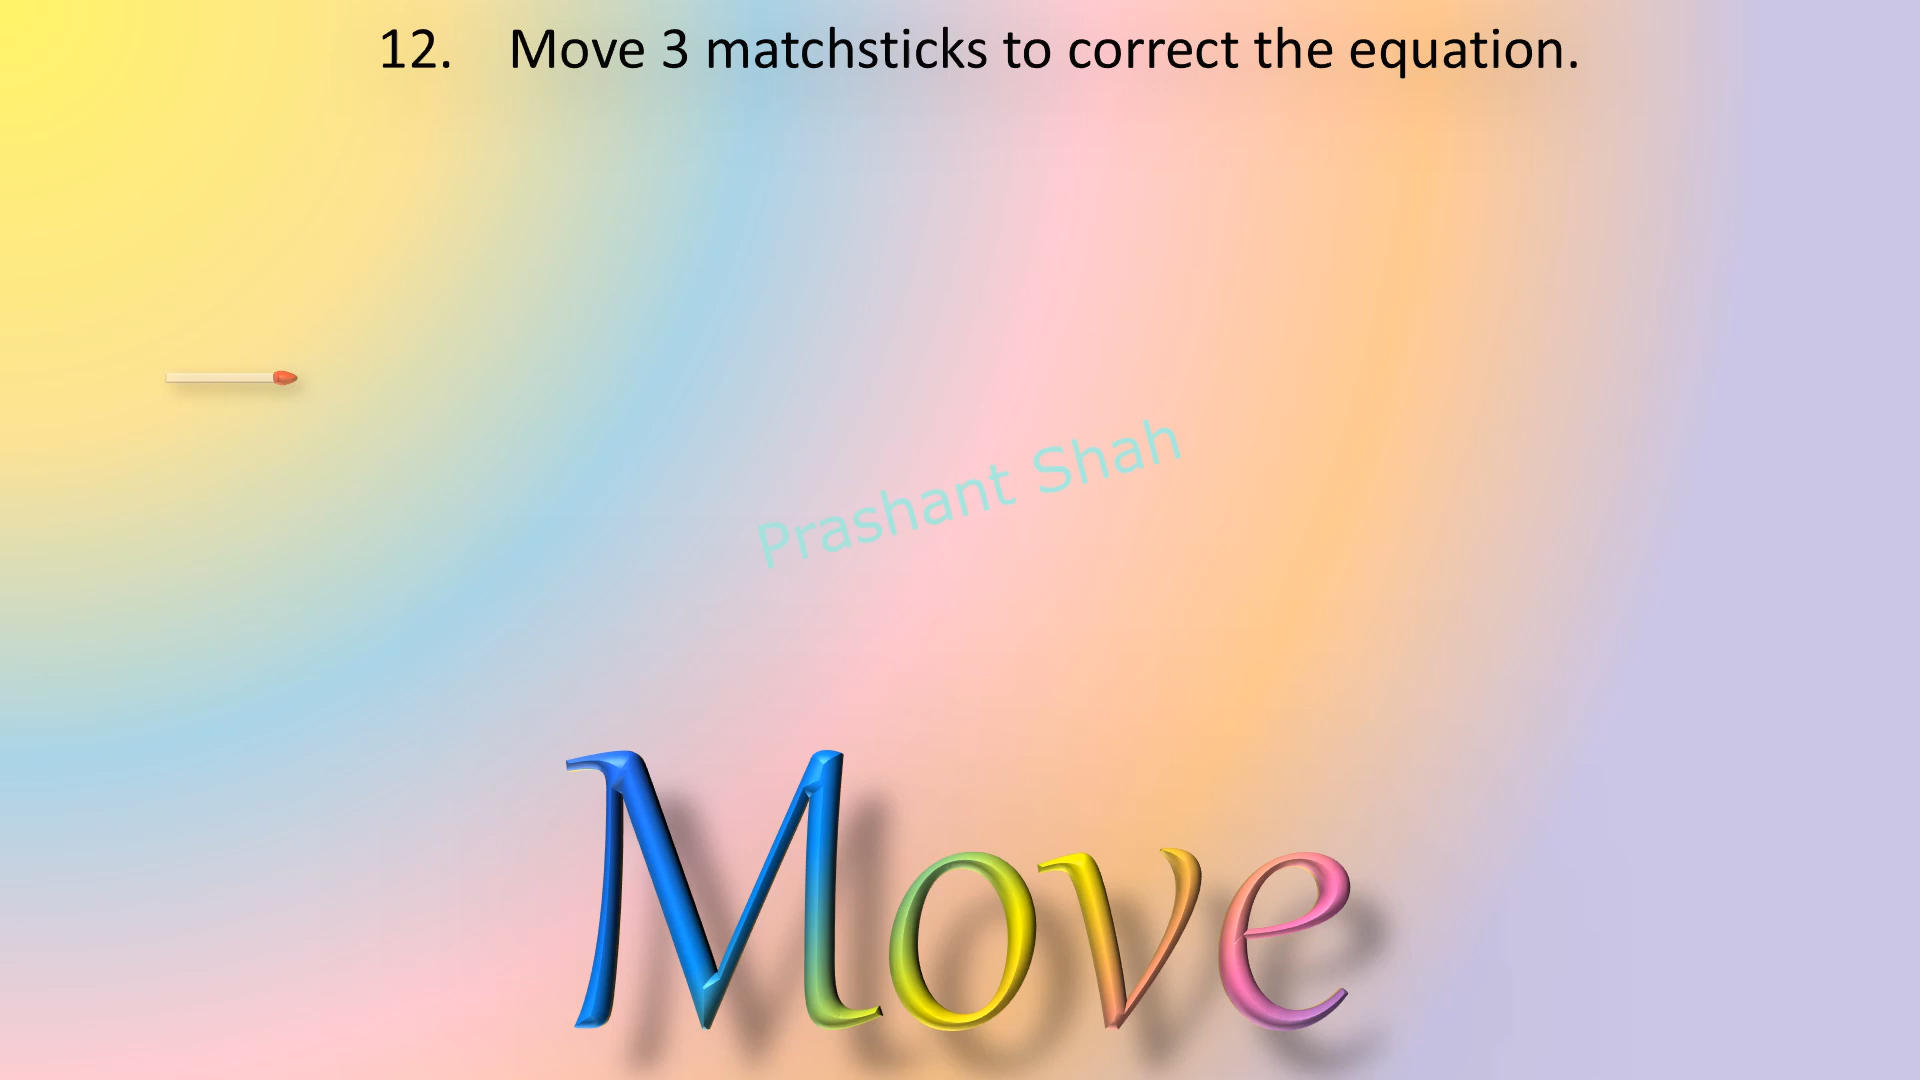 12. Move 3 matchsticks to correct the equation.
Prashant Shah
Move